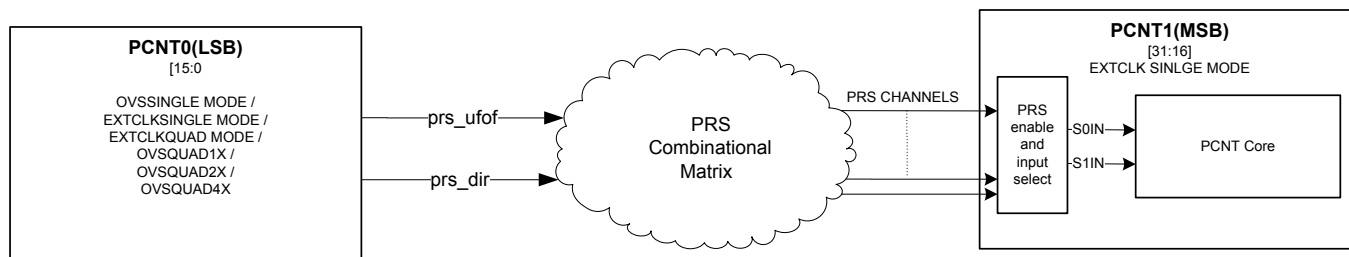 PCNT0(LSB)
[15:0
OVSSINGLE MODE /
EXTCLKSINGLE MODE /
EXTCLKQUAD MODE /
OVSQUAD1X /
OVSQUAD2X /
OVSQUAD4X
prs_ufof
prs_dir
PRS
Combinational
Matrix
PRS CHANNELS
PCNT1(MSB)
[31:16]
EXTCLK SINLGE MODE
PRS
enable
and
input
select
S0IN
S1IN
PCNT Core